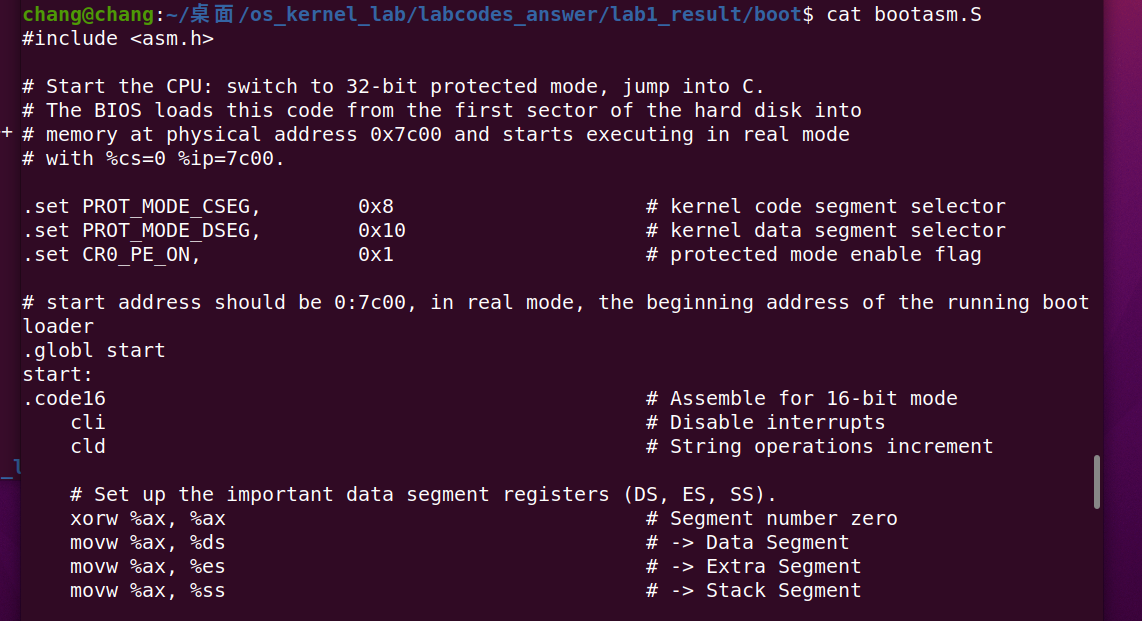 chang@chang:~/桌面/os_kernel_lab/labcodes_answer/lab1_result/boot$ cat bootasm.S
#include <asm.h>
# Start the CPU: switch to 32-bit protected mode, jump into C.
# The BIOS loads this code from the first sector of the hard disk into
# memory at physical address 0x7c00 and starts executing in real mode
# with %cs=0 %ip=7c00.
.set PROT_MODE_CSEG,        0x8                     # kernel code segment selector
.set PROT_MODE_DSEG,        0x10                    # kernel data segment selector
.set CR0_PE_ON,             0x1                     # protected mode enable flag
# start address should be 0:7c00, in real mode, the beginning address of the running boot
loader
.globl start
start:
.code16                                             # Assemble for 16-bit mode
    cli                                             # Disable interrupts
    cld                                             # String operations increment
    # Set up the important data segment registers (DS, ES, SS).
    xorw %ax, %ax                                   # Segment number zero
    movw %ax, %ds                                   # -> Data Segment
    movw %ax, %es                                   # -> Extra Segment
    movw %ax, %ss                                   # -> Stack Segment